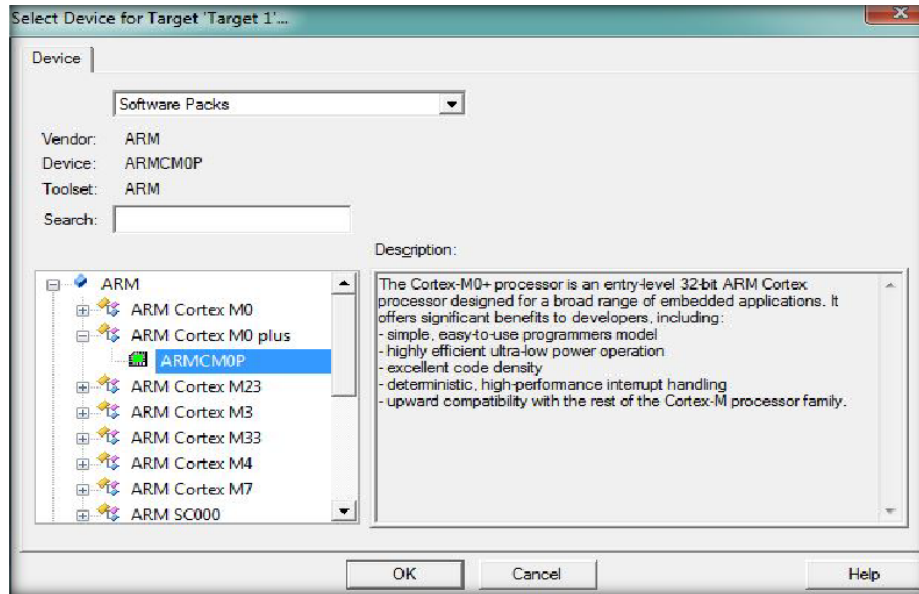 Select Device for Target 'Target 1'...
Device
Software Packs
Vendor: ARM
Device: ARMCM0P
Toolset: ARM
Search:
Description:
ARM
ARM Cortex M0
ARM Cortex M0 plus
ARMCM0P
ARM Cortex M23
ARM Cortex M3
ARM Cortex M33
ARM Cortex M4
ARM Cortex M7
ARM SC000
The Cortex-M0+ processor is an entry-level 32-bit ARM Cortex
processor designed for a broad range of embedded applications. It
offers significant benefits to developers, including:
- simple, easy-to-use programmers model
- highly efficient ultra-low power operation
- excellent code density
- deterministic, high-performance interrupt handling
- upward compatibility with the rest of the Cortex-M processor family.
OK Cancel Help